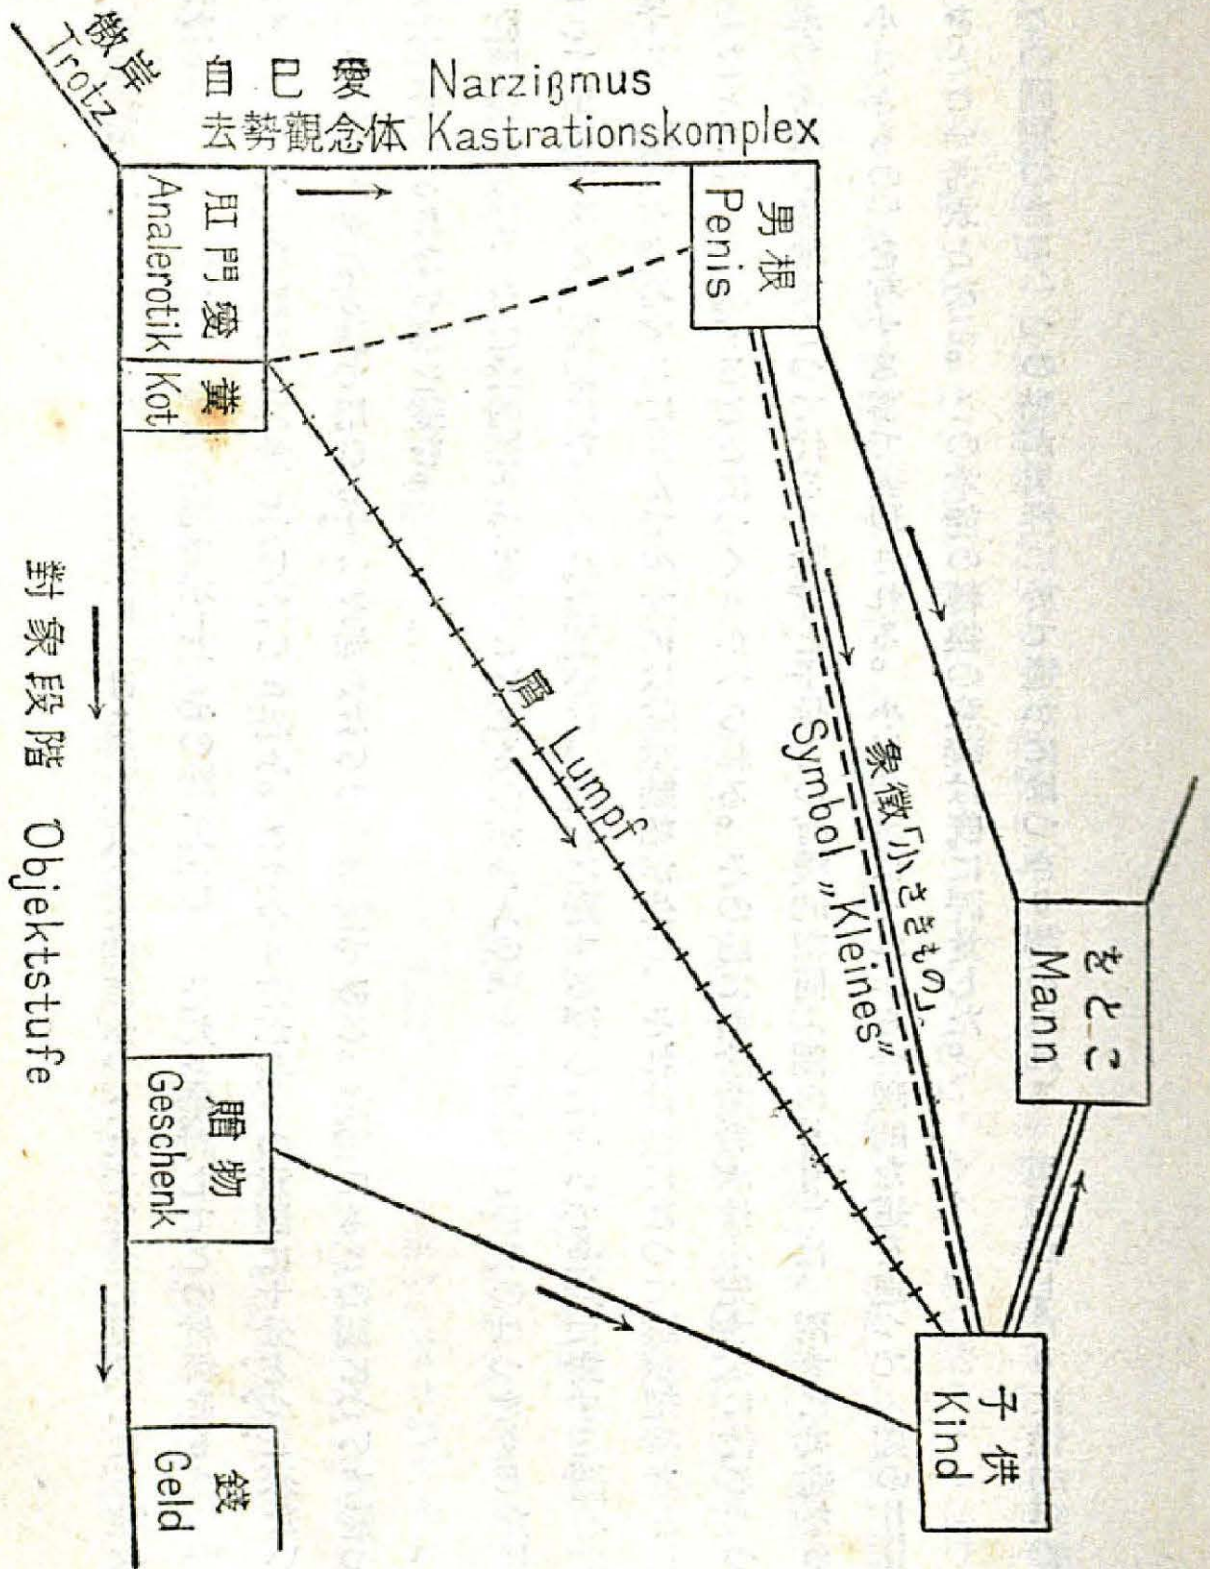 傲岸
Trotz
自己愛 Narzißmus
去勢觀念体 Kastrationskomplex
肛門愛
Analerotik
糞
Kot
男根
Penis
屑 Lumpf
象徴「小さきもの」
Symbol „Kleines”
をとこ
Mann
對象段階 Objektstufe
贈物
Geschenk
子供
Kind
錢
Geld